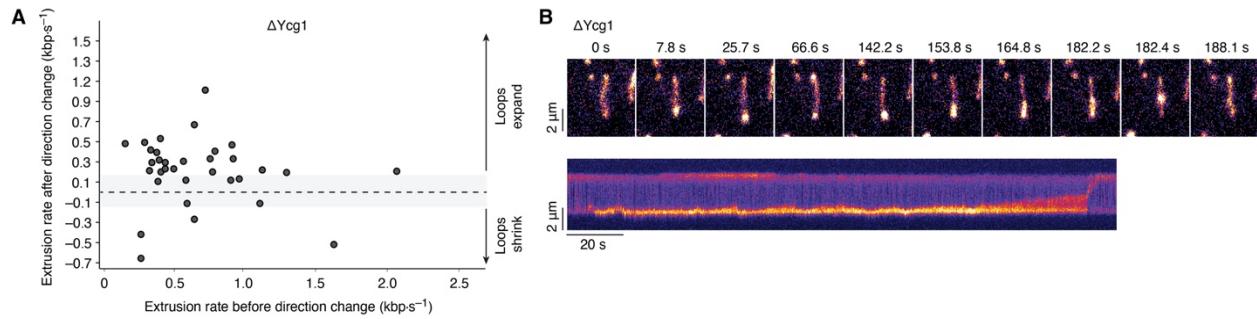 A
ΔYcg1
Extrusion rate after direction change (kbp·s⁻¹)
1.5
1.3
1.2
0.9
0.7
0.5
0.3
0.1
−0.1
−0.3
−0.5
−0.7
0
0.5
1.0
1.5
2.0
2.5
Extrusion rate before direction change (kbp·s⁻¹)
Loops
expand
Loops
shrink
B
ΔYcg1
0 s 7.8 s 25.7 s 66.6 s 142.2 s 153.8 s 164.8 s 182.2 s 182.4 s 188.1 s
2 μm
2 μm
20 s